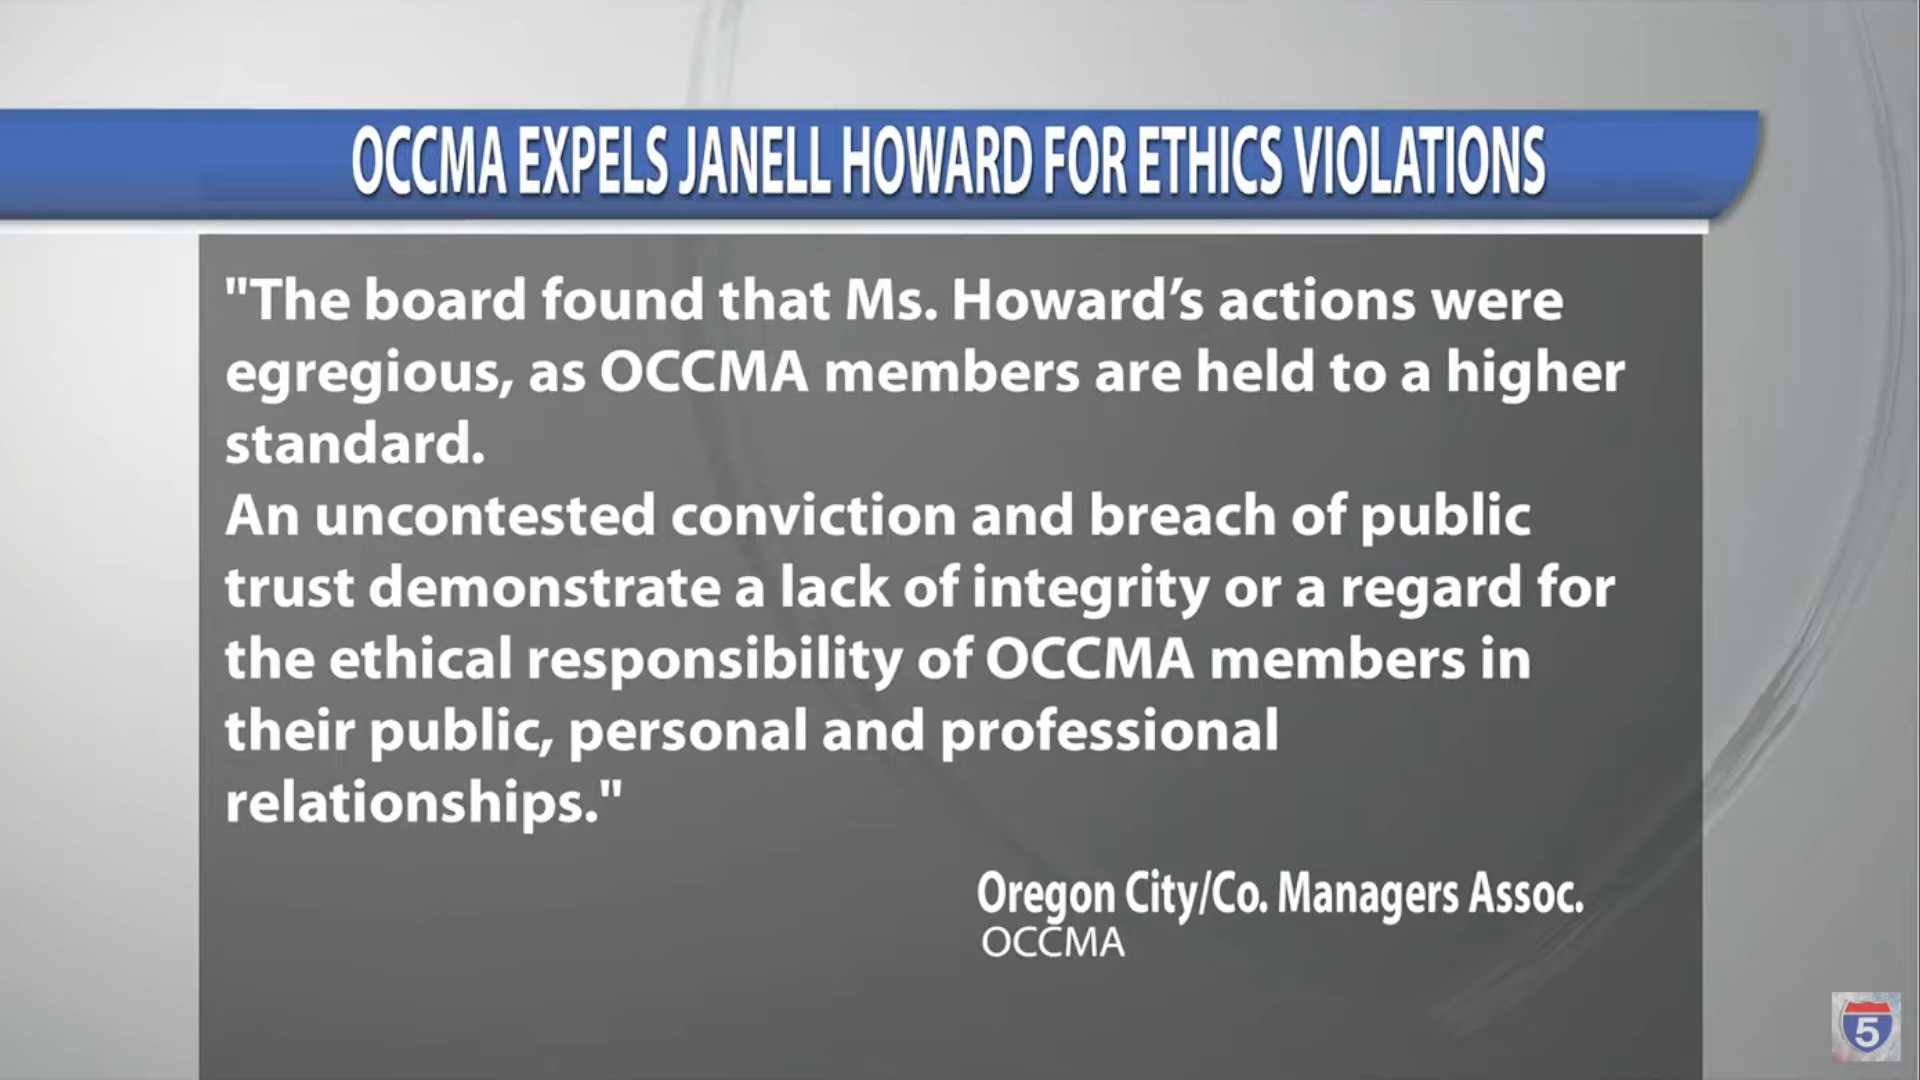 OCCMA EXPELS JANELL HOWARD FOR ETHICS VIOLATIONS
"The board found that Ms. Howard’s actions were
egregious, as OCCMA members are held to a higher
standard.
An uncontested conviction and breach of public
trust demonstrate a lack of integrity or a regard for
the ethical responsibility of OCCMA members in
their public, personal and professional
relationships."
Oregon City/Co. Managers Assoc.
OCCMA
5